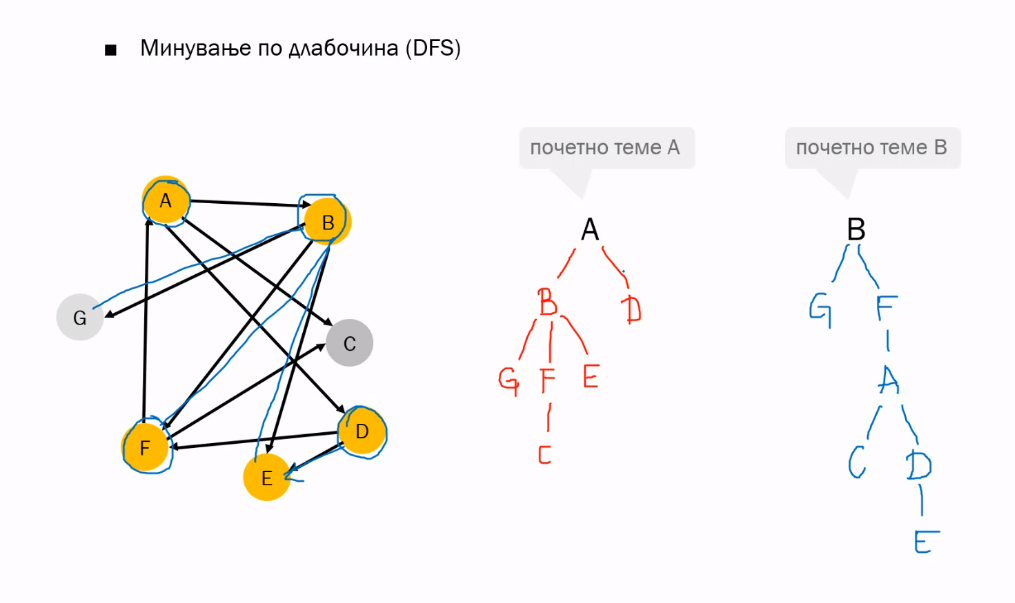 ■ Минување по длабочина (DFS)
почетно теме A
почетно теме B
A
B
G
C
F
D
E
A
B D
G F E
C
B
G F
A
C D
E